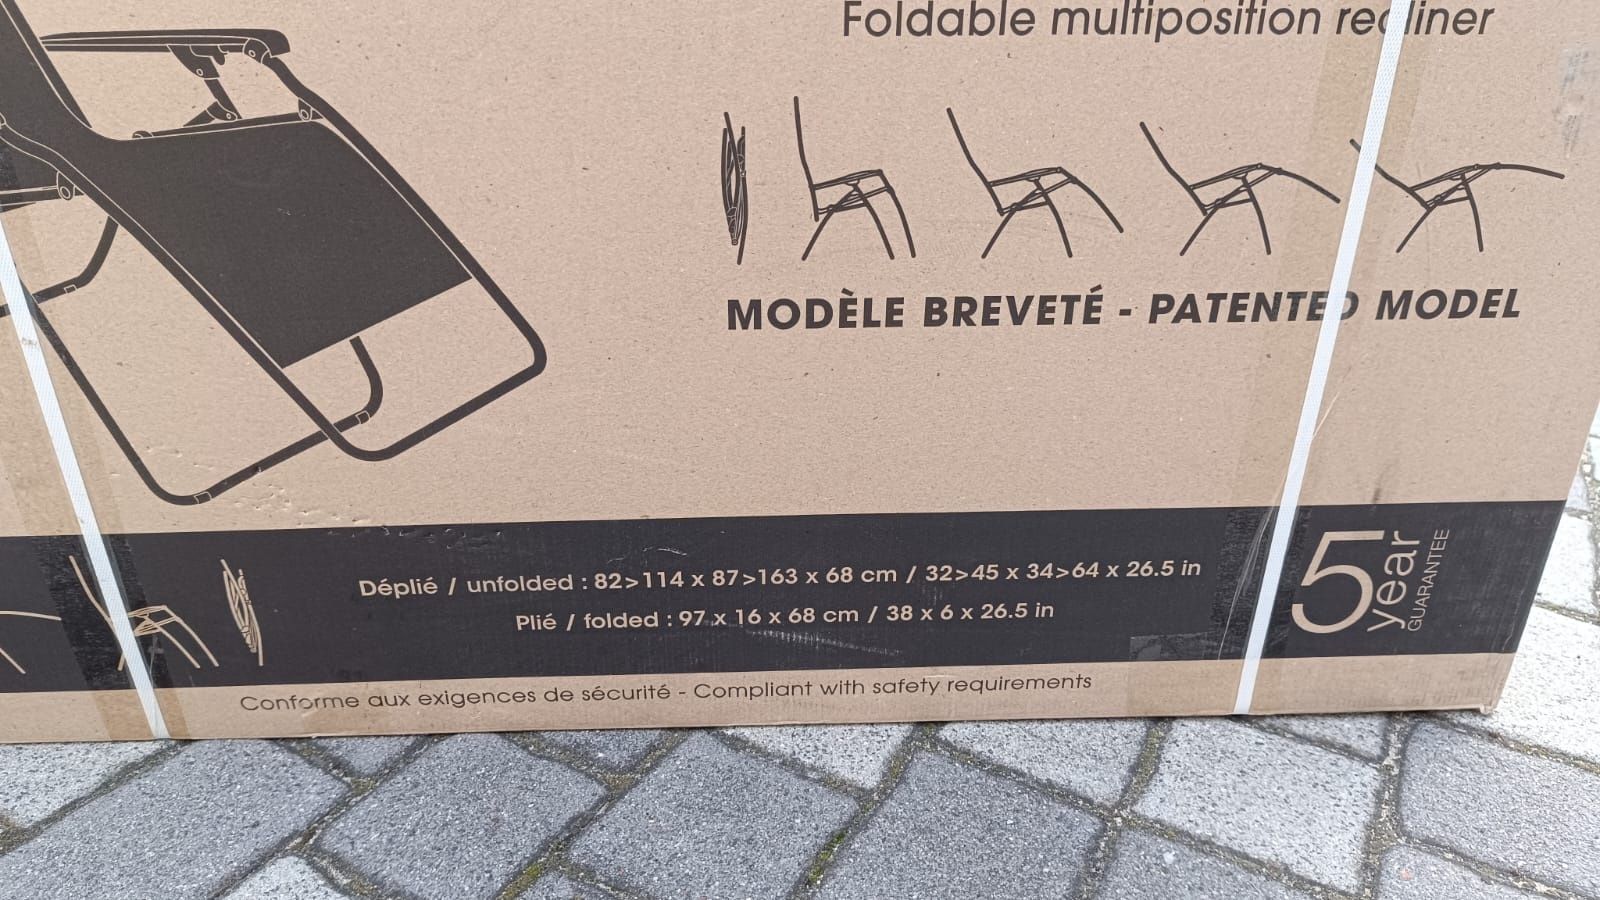 Foldable multiposition recliner
MODÈLE BREVETÉ - PATENTED MODEL
Déplié / unfolded : 82>114 x 87>163 x 68 cm / 32>45 x 34>64 x 26.5 in
Plié / folded : 97 x 16 x 68 cm / 38 x 6 x 26.5 in
5 year
GUARANTEE
Conforme aux exigences de sécurité - Compliant with safety requirements